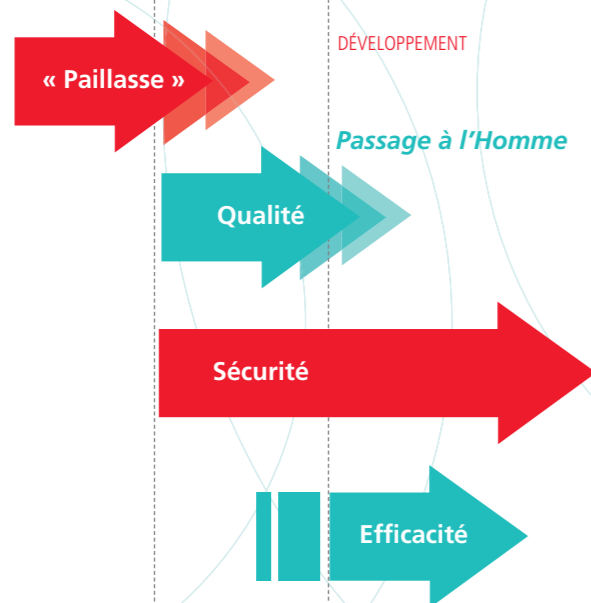 DÉVELOPPEMENT
« Paillasse »
Passage à l'Homme
Qualité
Sécurité
Efficacité